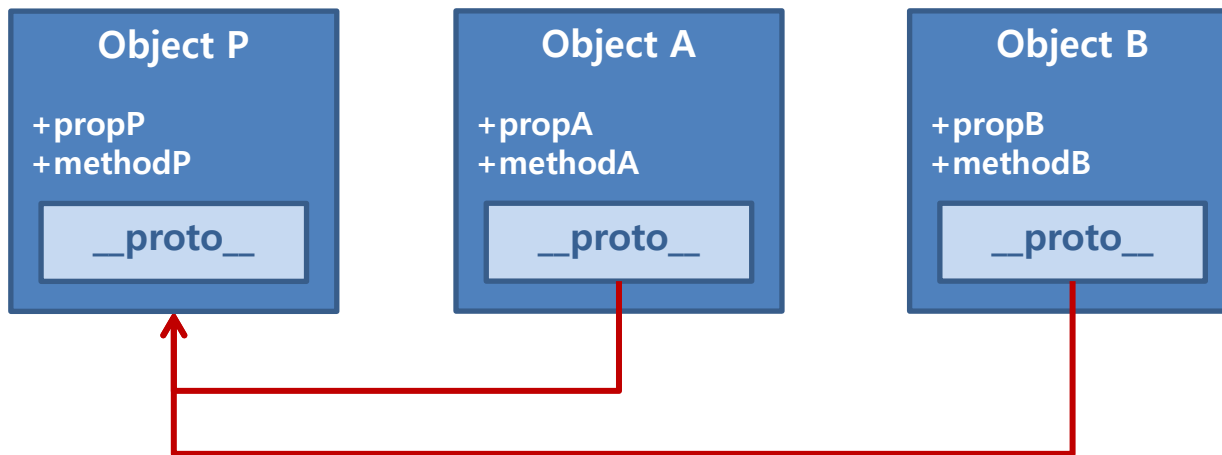 Object P
+propP
+methodP
__proto__
Object A
+propA
+methodA
__proto__
Object B
+propB
+methodB
__proto__